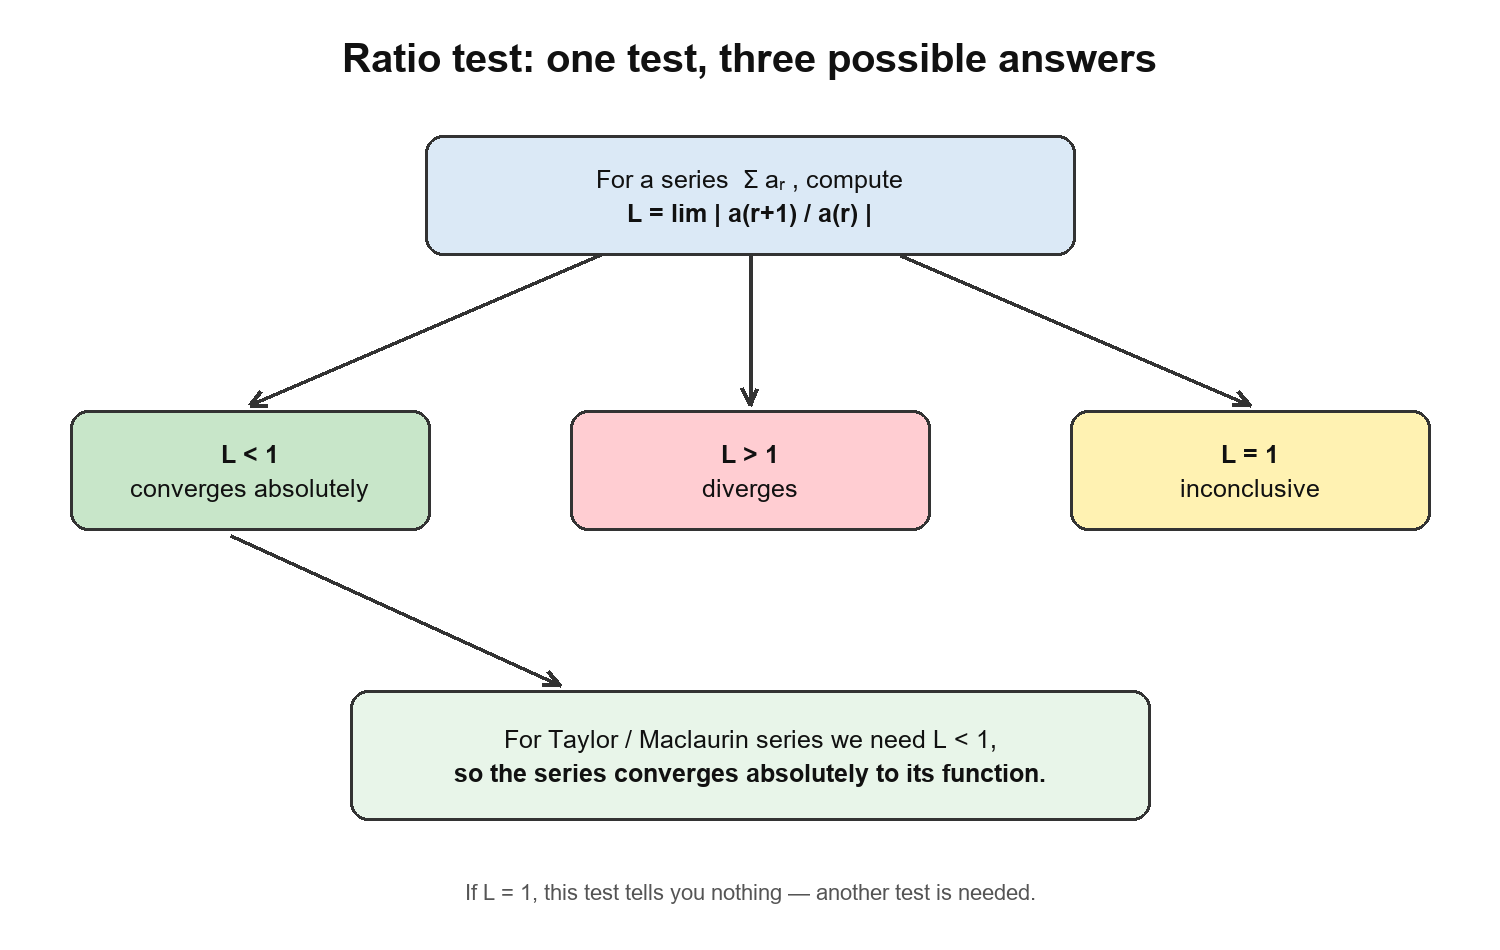 Ratio test: one test, three possible answers
For a series Σ aᵣ , compute
L = lim | a(r+1) / a(r) |
L < 1
converges absolutely
L > 1
diverges
L = 1
inconclusive
For Taylor / Maclaurin series we need L < 1,
so the series converges absolutely to its function.
If L = 1, this test tells you nothing — another test is needed.